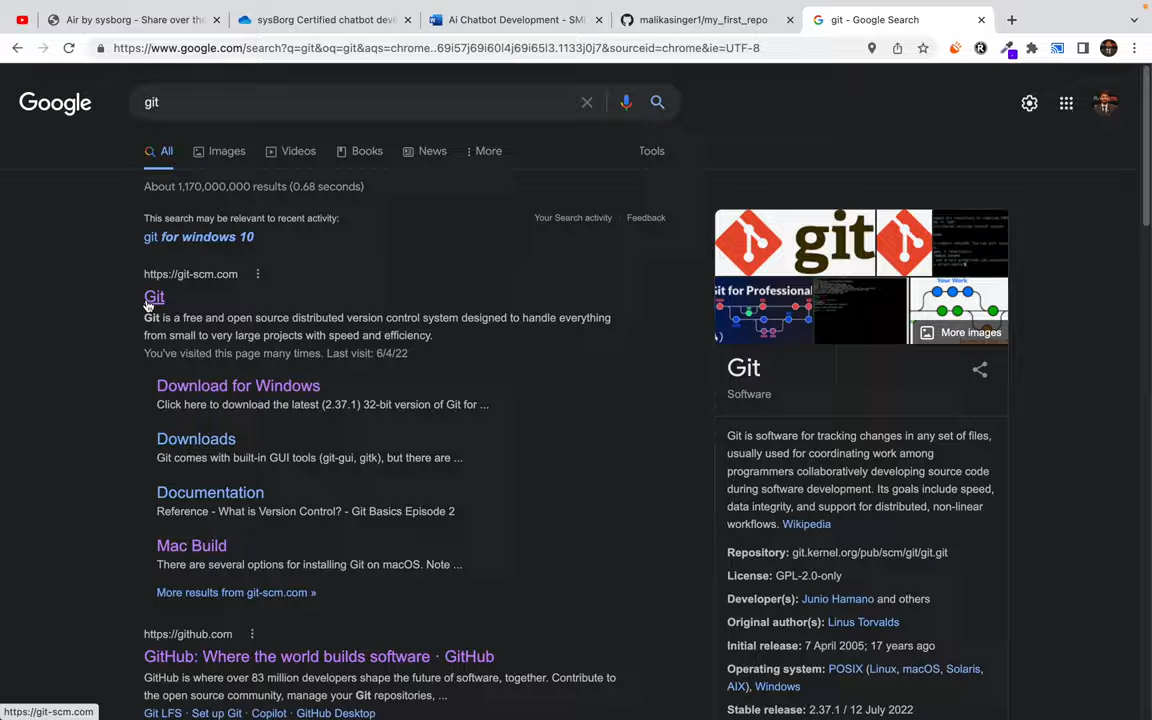 Air by sysborg - Share over the
sysBorg Certified chatbot deve
Ai Chatbot Development - SMI
malikasinger1/my_first_repo
git - Google Search
https://www.google.com/search?q=git&oq=git&aqs=chrome..69i57j69i60l4j69i65l3.1133j0j7&sourceid=chrome&ie=UTF-8
Google
git
All
Images
Videos
Books
News
More
Tools
About 1,170,000,000 results (0.68 seconds)
This search may be relevant to recent activity:
Your Search activity
Feedback
git for windows 10
https://git-scm.com
Git
Git is a free and open source distributed version control system designed to handle everything
from small to very large projects with speed and efficiency.
You've visited this page many times. Last visit: 6/4/22
Download for Windows
Click here to download the latest (2.37.1) 32-bit version of Git for ...
Downloads
Git comes with built-in GUI tools (git-gui, gitk), but there are ...
Documentation
Reference - What is Version Control? - Git Basics Episode 2
Mac Build
There are several options for installing Git on macOS. Note ...
More results from git-scm.com »
https://github.com
GitHub: Where the world builds software · GitHub
GitHub is where over 83 million developers shape the future of software, together. Contribute to
the open source community, manage your Git repositories, ...
Git LFS · Set up Git · Copilot · GitHub Desktop
https://git-scm.com
git
Git for Professional
Your Work
More images
Git
Software
Git is software for tracking changes in any set of files,
usually used for coordinating work among
programmers collaboratively developing source code
during software development. Its goals include speed,
data integrity, and support for distributed, non-linear
workflows. Wikipedia
Repository: git.kernel.org/pub/scm/git/git.git
License: GPL-2.0-only
Developer(s): Junio Hamano and others
Original author(s): Linus Torvalds
Initial release: 7 April 2005; 17 years ago
Operating system: POSIX (Linux, macOS, Solaris,
AIX), Windows
Stable release: 2.37.1 / 12 July 2022